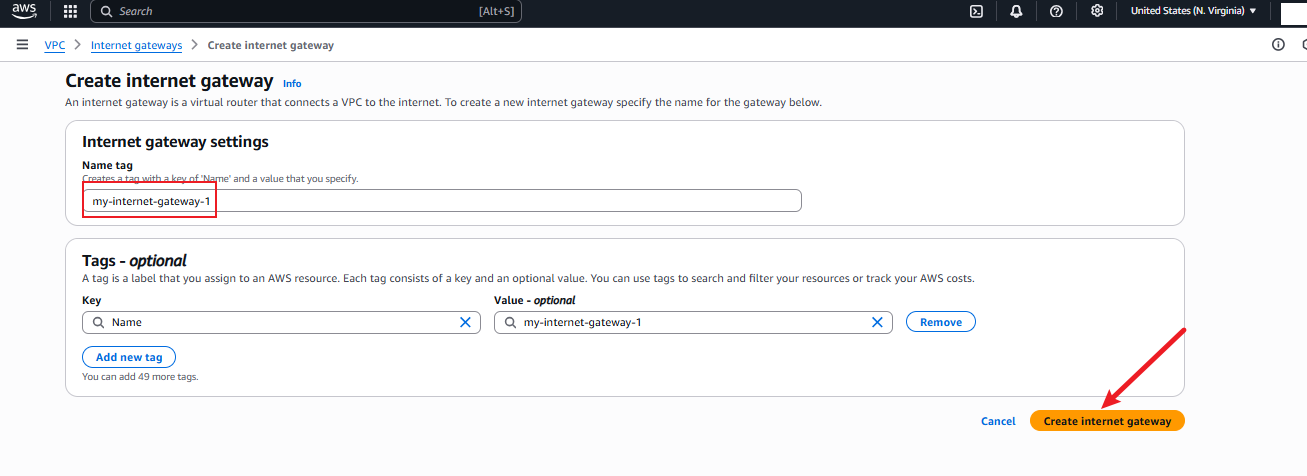 aws Search [Alt+S] United States (N. Virginia) ▼
VPC > Internet gateways > Create internet gateway
Create internet gateway Info
An internet gateway is a virtual router that connects a VPC to the internet. To create a new internet gateway specify the name for the gateway below.
Internet gateway settings
Name tag
Creates a tag with a key of 'Name' and a value that you specify.
my-internet-gateway-1
Tags - optional
A tag is a label that you assign to an AWS resource. Each tag consists of a key and an optional value. You can use tags to search and filter your resources or track your AWS costs.
Key Value - optional
Name my-internet-gateway-1 Remove
Add new tag
You can add 49 more tags.
Cancel Create internet gateway